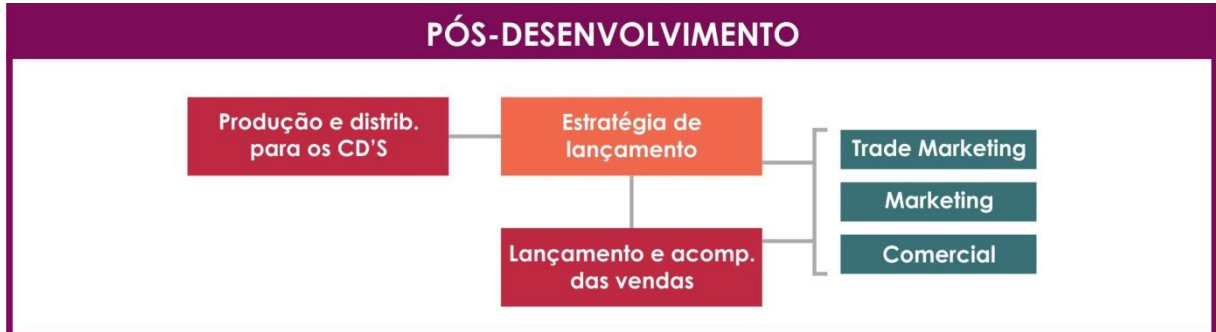 PÓS-DESENVOLVIMENTO
Produção e distrib.
para os CD'S
Estratégia de
lançamento
Trade Marketing
Marketing
Comercial
Lançamento e acomp.
das vendas